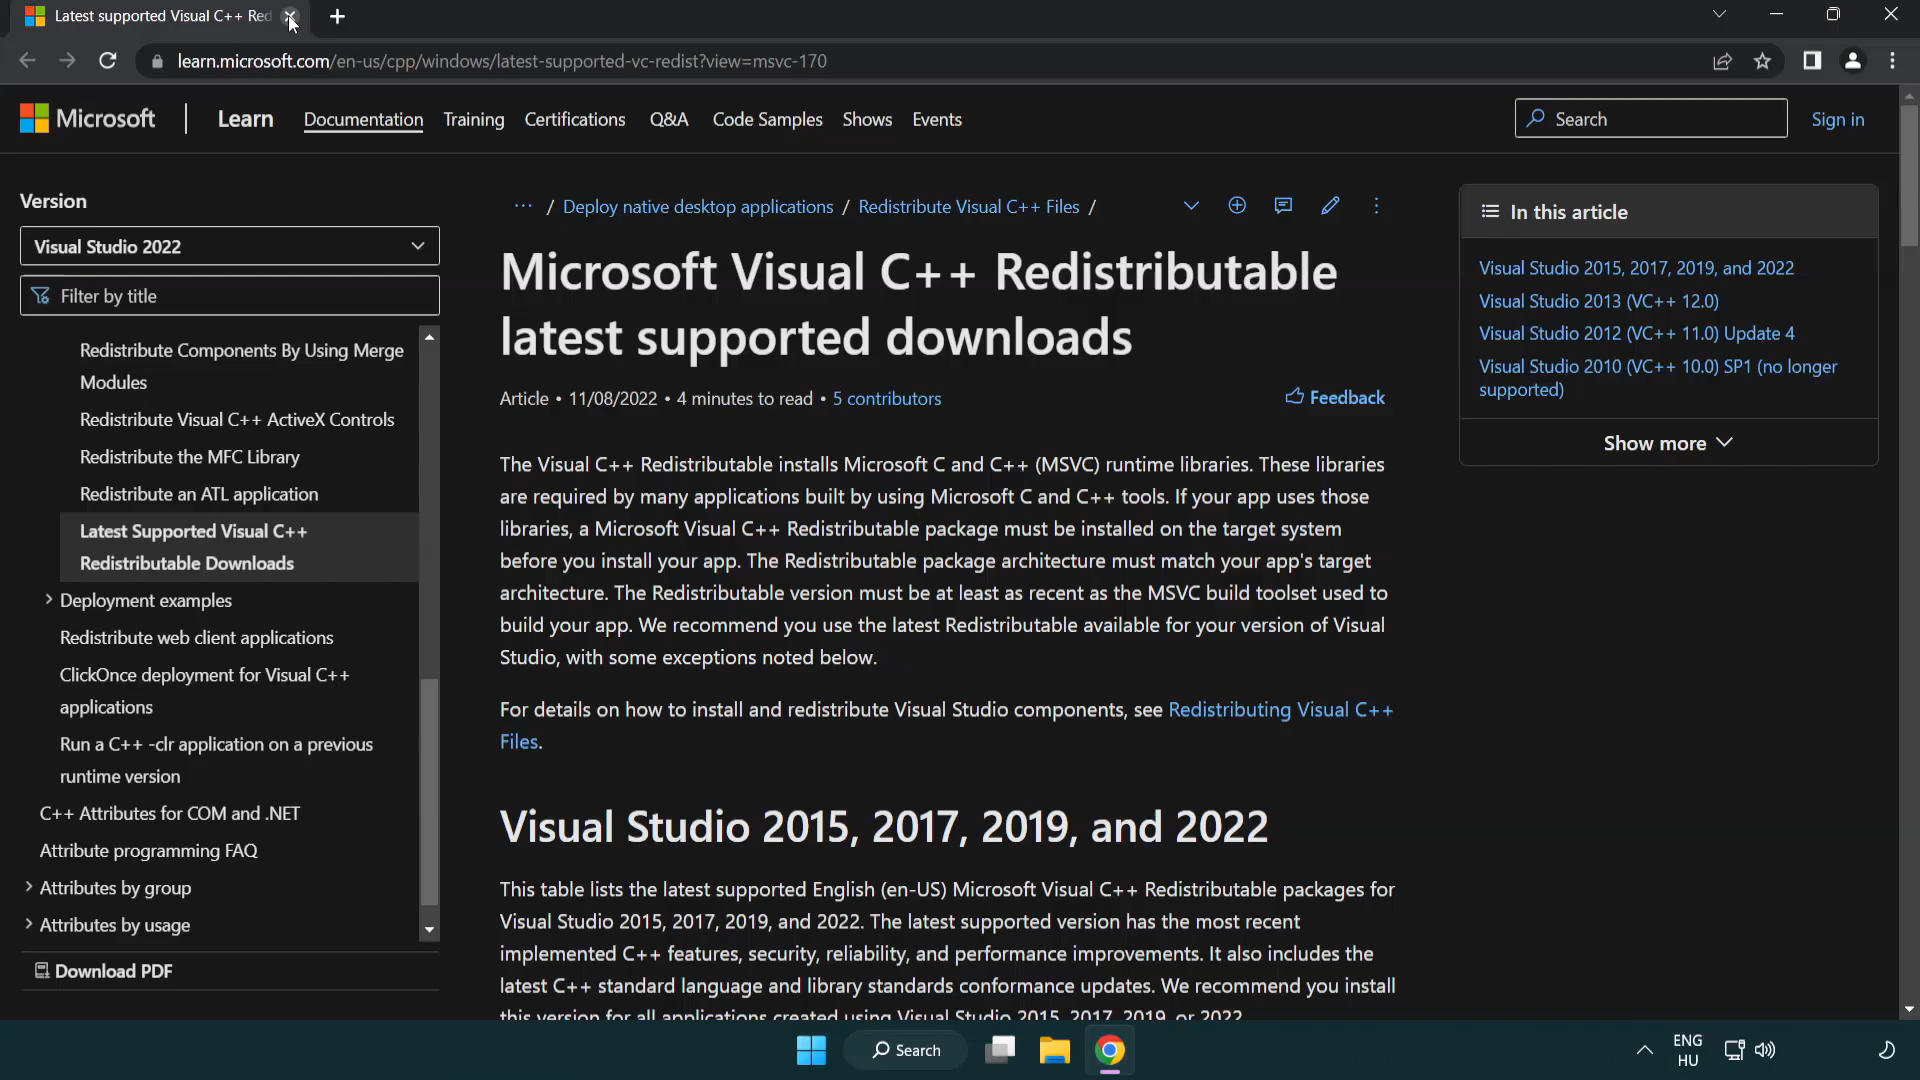 Latest supported Visual C++ Red
learn.microsoft.com/en-us/cpp/windows/latest-supported-vc-redist?view=msvc-170
Microsoft
Learn
Documentation
Training
Certifications
Q&A
Code Samples
Shows
Events
Search
Sign in
Version
Visual Studio 2022
Filter by title
Redistribute Components By Using Merge
Modules
Redistribute Visual C++ ActiveX Controls
Redistribute the MFC Library
Redistribute an ATL application
Latest Supported Visual C++
Redistributable Downloads
Deployment examples
Redistribute web client applications
ClickOnce deployment for Visual C++
applications
Run a C++ -clr application on a previous
runtime version
C++ Attributes for COM and .NET
Attribute programming FAQ
Attributes by group
Attributes by usage
Download PDF
... / Deploy native desktop applications / Redistribute Visual C++ Files /
Microsoft Visual C++ Redistributable
latest supported downloads
Article • 11/08/2022 • 4 minutes to read • 5 contributors
Feedback
The Visual C++ Redistributable installs Microsoft C and C++ (MSVC) runtime libraries. These libraries
are required by many applications built by using Microsoft C and C++ tools. If your app uses those
libraries, a Microsoft Visual C++ Redistributable package must be installed on the target system
before you install your app. The Redistributable package architecture must match your app's target
architecture. The Redistributable version must be at least as recent as the MSVC build toolset used to
build your app. We recommend you use the latest Redistributable available for your version of Visual
Studio, with some exceptions noted below.
For details on how to install and redistribute Visual Studio components, see Redistributing Visual C++
Files.
Visual Studio 2015, 2017, 2019, and 2022
This table lists the latest supported English (en-US) Microsoft Visual C++ Redistributable packages for
Visual Studio 2015, 2017, 2019, and 2022. The latest supported version has the most recent
implemented C++ features, security, reliability, and performance improvements. It also includes the
latest C++ standard language and library standards conformance updates. We recommend you install
this version for all applications created using Visual Studio 2015, 2017, 2019, or 2022.
In this article
Visual Studio 2015, 2017, 2019, and 2022
Visual Studio 2013 (VC++ 12.0)
Visual Studio 2012 (VC++ 11.0) Update 4
Visual Studio 2010 (VC++ 10.0) SP1 (no longer
supported)
Show more
Search
ENG
HU